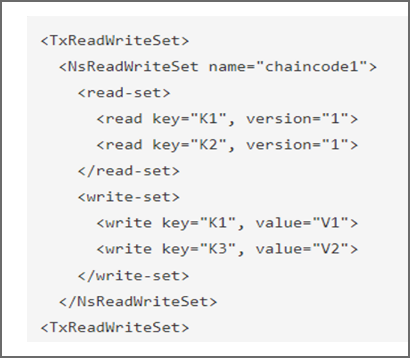 <TxReadWriteSet>
<NsReadWriteSet name="chaincode1">
<read-set>
<read key="K1", version="1">
<read key="K2", version="1">
</read-set>
<write-set>
<write key="K1", value="V1">
<write key="K3", value="V2">
</write-set>
</NsReadWriteSet>
<TxReadWriteSet>